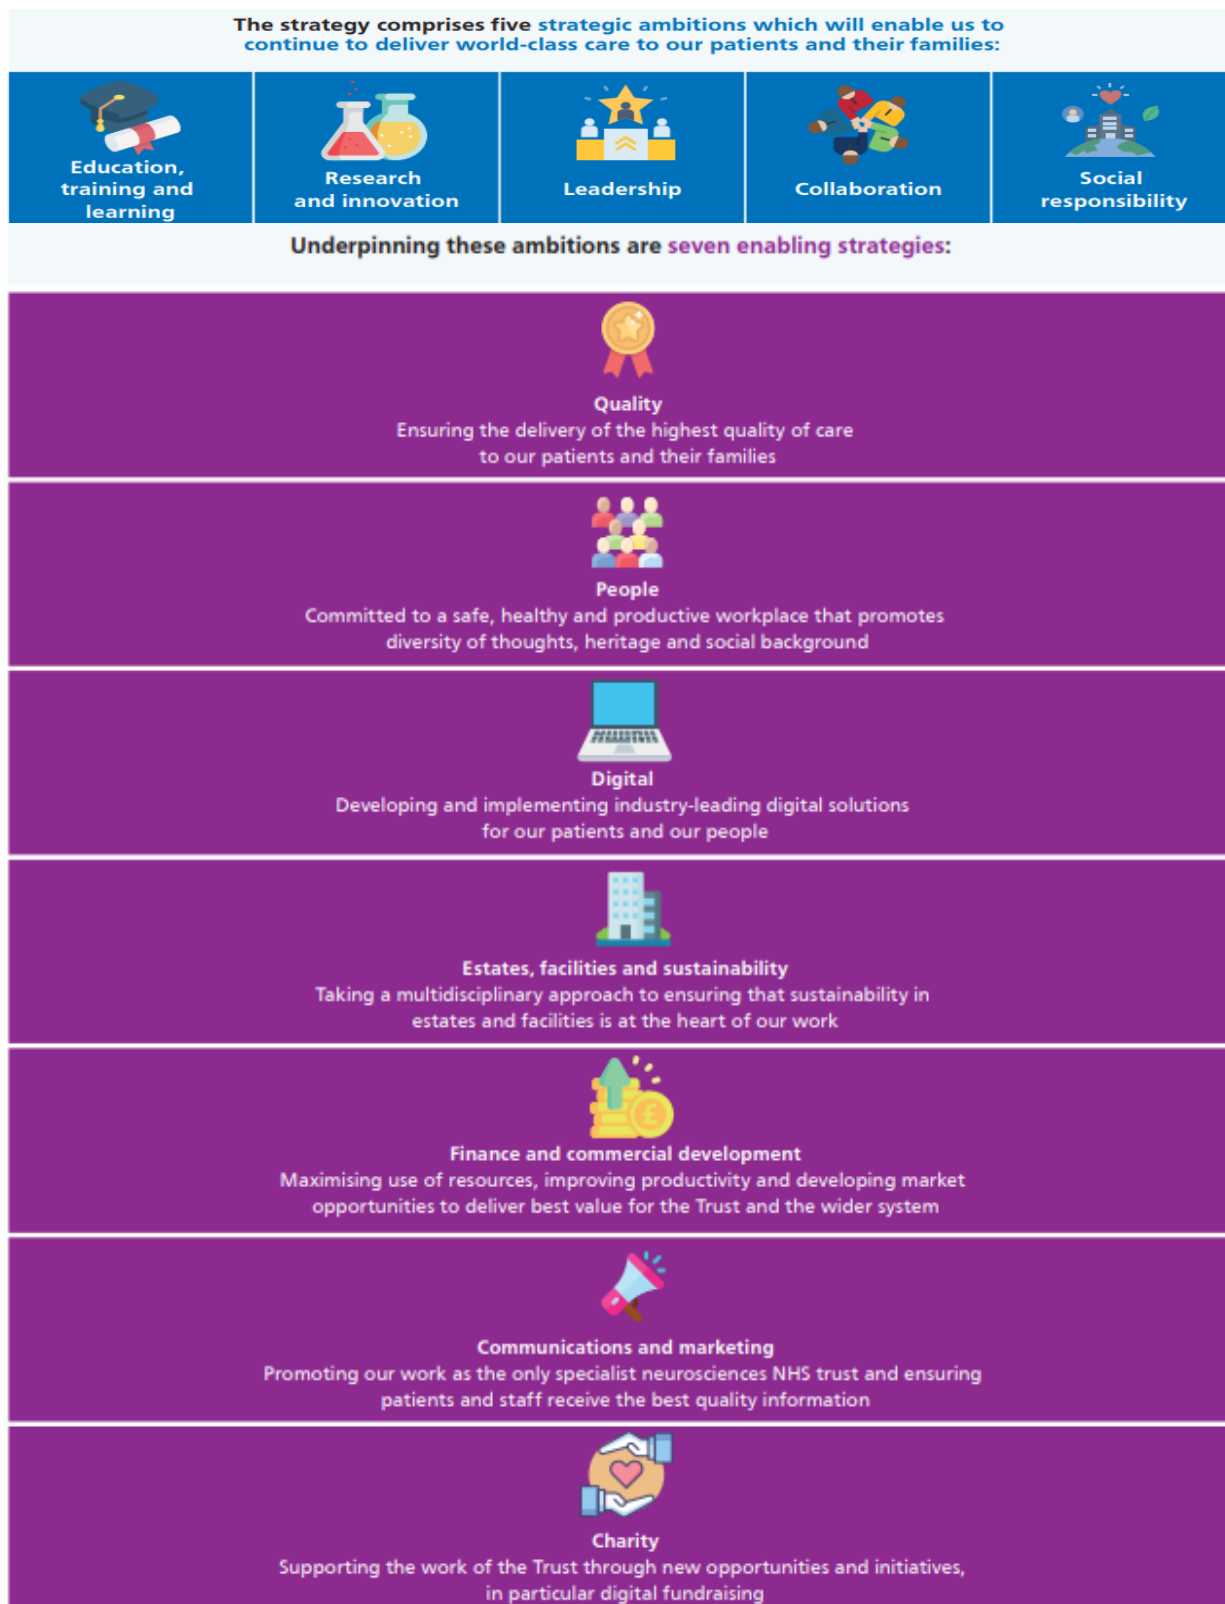 The strategy comprises five strategic ambitions which will enable us to
continue to deliver world-class care to our patients and their families:
Education,
training and
learning
Research
and innovation
Leadership
Collaboration
Social
responsibility
Underpinning these ambitions are seven enabling strategies:
Quality
Ensuring the delivery of the highest quality of care
to our patients and their families
People
Committed to a safe, healthy and productive workplace that promotes
diversity of thoughts, heritage and social background
Digital
Developing and implementing industry-leading digital solutions
for our patients and our people
Estates, facilities and sustainability
Taking a multidisciplinary approach to ensuring that sustainability in
estates and facilities is at the heart of our work
£
Finance and commercial development
Maximising use of resources, improving productivity and developing market
opportunities to deliver best value for the Trust and the wider system
Communications and marketing
Promoting our work as the only specialist neurosciences NHS trust and ensuring
patients and staff receive the best quality information
Charity
Supporting the work of the Trust through new opportunities and initiatives,
in particular digital fundraising